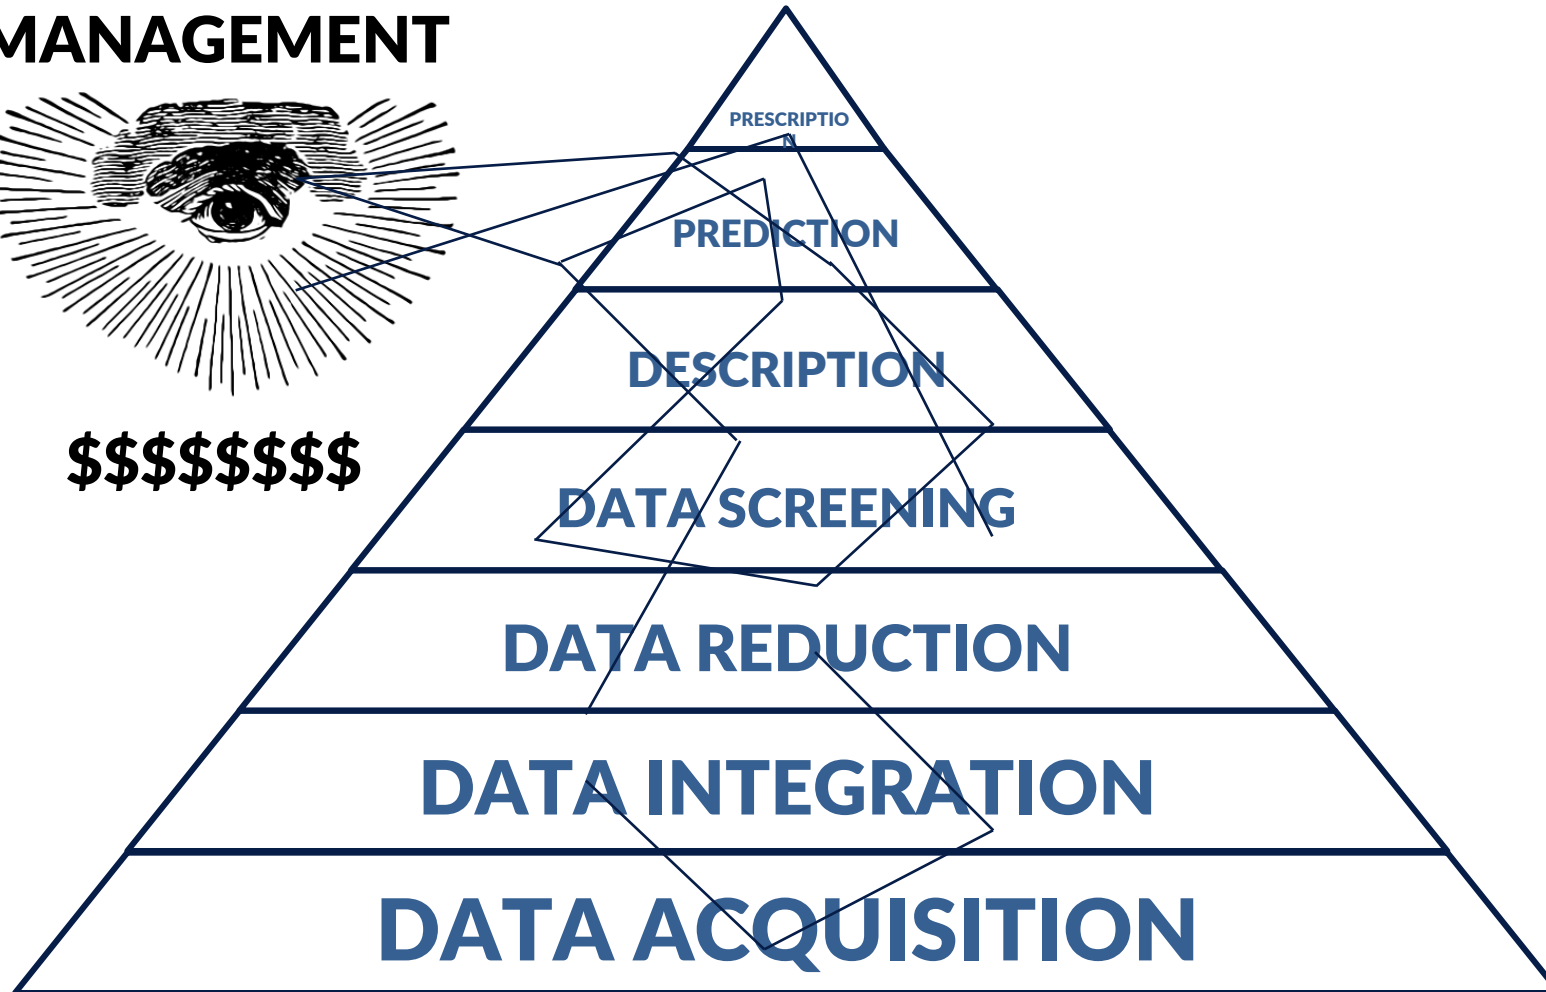 MANAGEMENT
PRESCRIPTIO
N
PREDICTION
DESCRIPTION
$$$$$$$$
DATA SCREENING
DATA REDUCTION
DATA INTEGRATION
DATA ACQUISITION